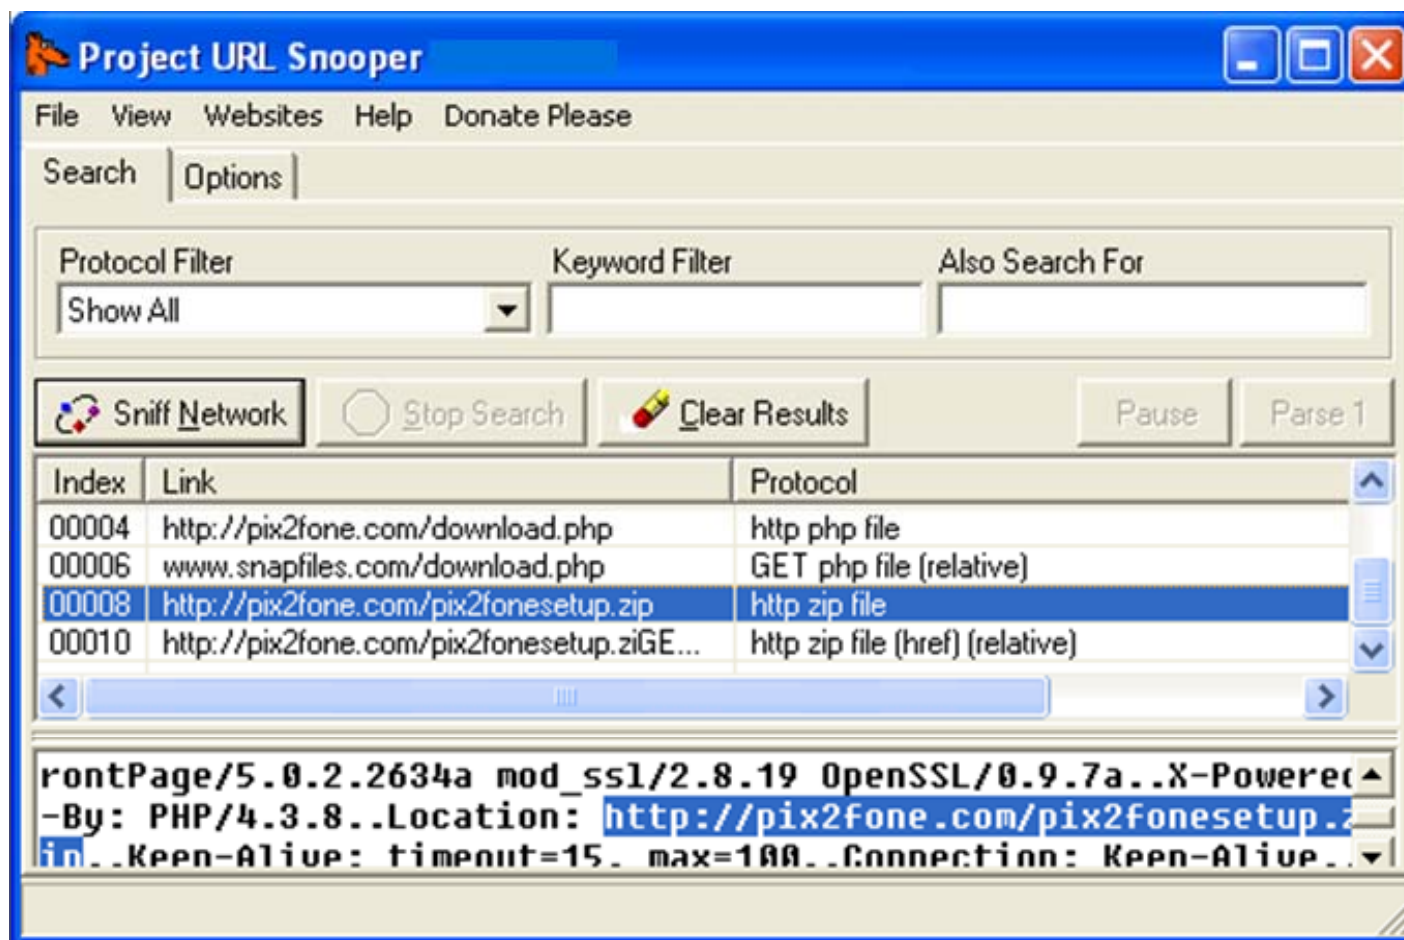 Project URL Snooper
File View Websites Help Donate Please
Search Options
Protocol Filter Keyword Filter Also Search For
Show All
Sniff Network Stop Search Clear Results Pause Parse 1
Index Link Protocol
00004 http://pix2fone.com/download.php http php file
00006 www.snapfiles.com/download.php GET php file (relative)
00008 http://pix2fone.com/pix2fonesetup.zip http zip file
00010 http://pix2fone.com/pix2fonesetup.ziGE... http zip file (href) (relative)
rontPage/5.0.2.2634a mod_ssl/2.8.19 OpenSSL/0.9.7a..X-Powered
-By: PHP/4.3.8..Location: http://pix2fone.com/pix2fonesetup.z
ip..Keep-Alive: timeout=15, max=100..Connection: Keep-Alive..